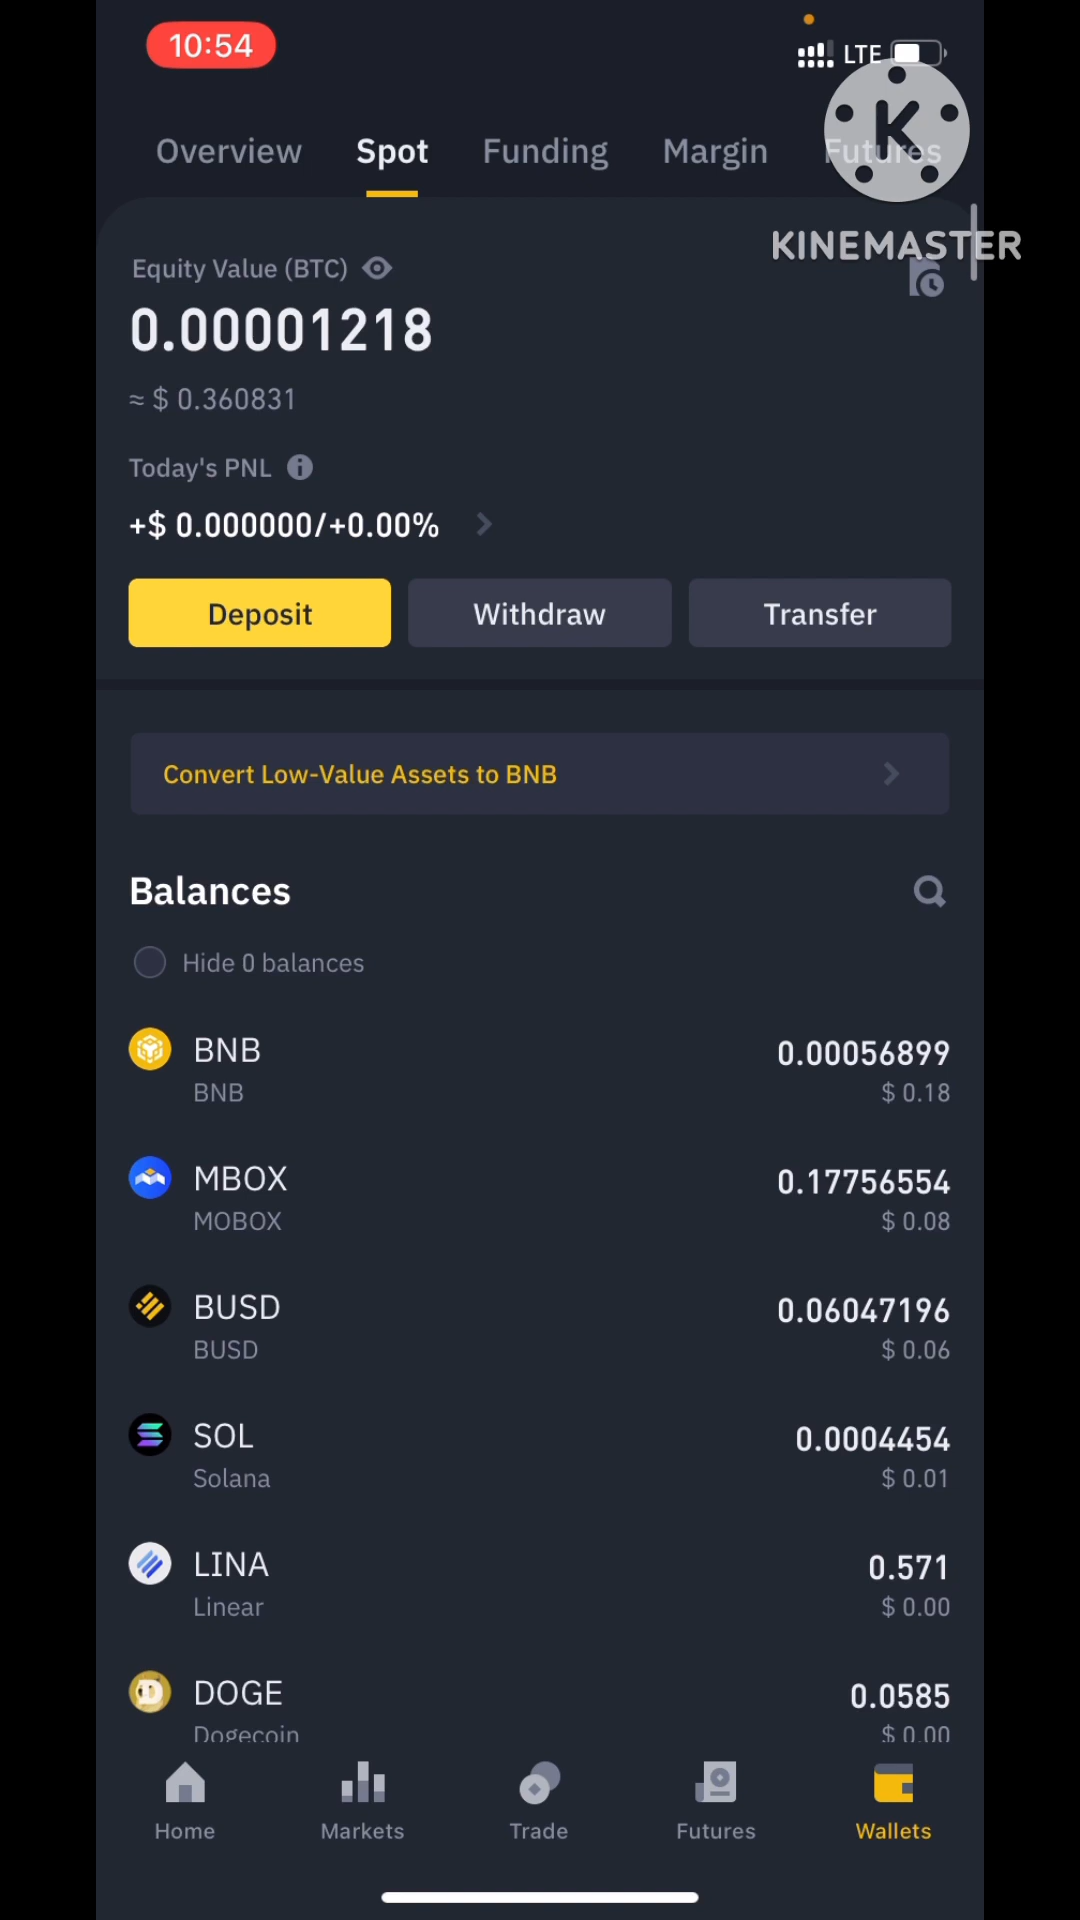 10:54
LTE
Overview Spot Funding Margin Futures
K
KINEMASTER
Equity Value (BTC)
0.00001218
≈ $ 0.360831
Today's PNL
+$ 0.000000/+0.00%
Deposit Withdraw Transfer
Convert Low-Value Assets to BNB
Balances
Hide 0 balances
BNB 0.00056899
BNB $ 0.18
MBOX 0.17756554
MOBOX $ 0.08
BUSD 0.06047196
BUSD $ 0.06
SOL 0.0004454
Solana $ 0.01
LINA 0.571
Linear $ 0.00
DOGE 0.0585
Dogecoin $ 0.00
Home Markets Trade Futures Wallets